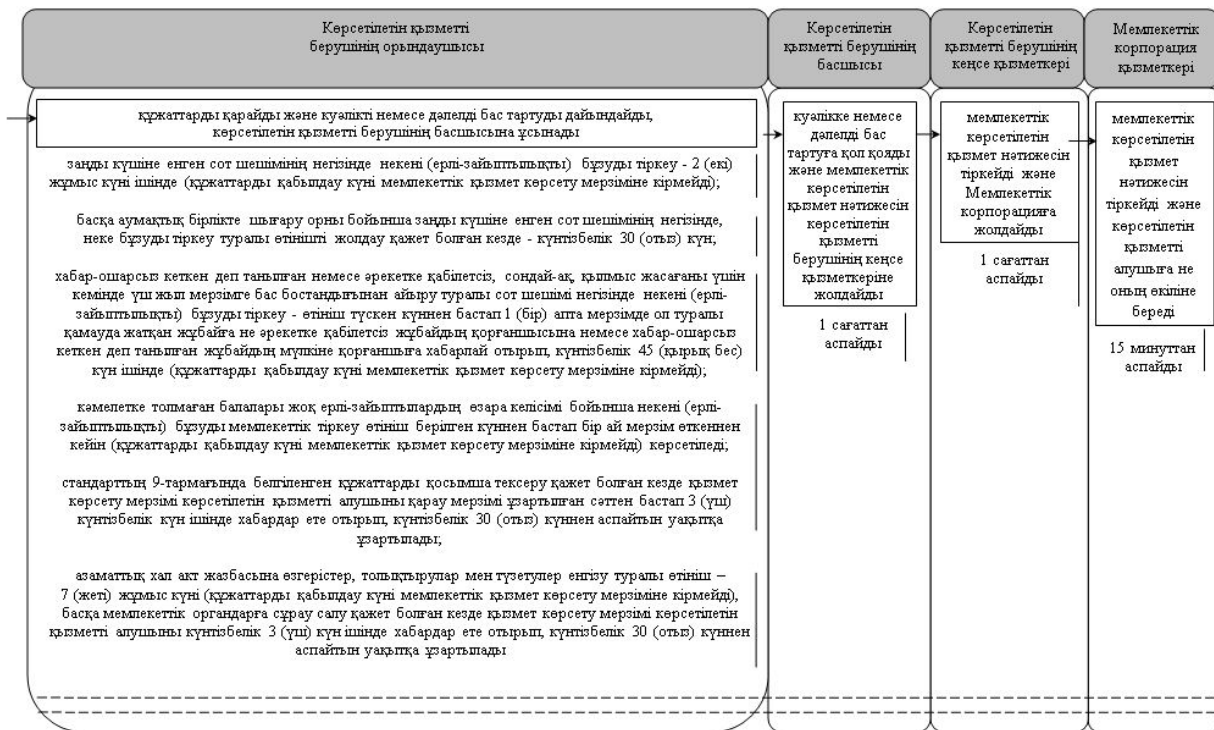 Көрсетілетін қызметті
берушінің орындаушысы
Көрсетілетін
қызметті берушінің
басшысы
Көрсетілетін
қызметті берушінің
кеңсе қызметкері
Мемлекеттік
корпорация
қызметкері
құжаттарды қарайды және куәлікті немесе дәлелді бас тартуды дайындайды,
көрсетілетін қызметті берушінің басшысына ұсынады
заңды күшіне енген сот шешімінің негізінде некені (ерлі-зайыптылықты) бұзуды тіркеу - 2 (екі)
жұмыс күні ішінде (құжаттарды қабылдау күні мемлекеттік қызмет көрсету мерзіміне кірмейді);
басқа аумақтық бірлікте шығару орны бойынша заңды күшіне енген сот шешімінің негізінде,
неке бұзуды тіркеу туралы өтінішті жолдау қажет болған кезде - күнтізбелік 30 (отыз) күн;
хабар-ошарсыз кеткен деп танылған немесе әрекетке қабілетсіз, сондай-ақ, қылмыс жасағаны үшін
кемінде үш жыл мерзімге бас бостандығынан айыру туралы сот шешімі негізінде некені (ерлі-
зайыптылықты) бұзуды тіркеу - өтініш түскен күннен бастап 1 (бір) апта мерзімде ол туралы
қамауда жатқан жұбайға не әрекетке қабілетсіз жұбайдың қорғаншысына немесе хабар-ошарсыз
кеткен деп танылған жұбайдың мүлкіне қорғаншыға хабарлай отырып, күнтізбелік 45 (қырық бес)
күн ішінде (құжаттарды қабылдау күні мемлекеттік қызмет көрсету мерзіміне кірмейді);
кәмелетке толмаған балалары жоқ ерлі-зайыптылардың өзара келісімі бойынша некені (ерлі-
зайыптылықты) бұзуды мемлекеттік тіркеу өтініш берілген күннен бастап бір ай мерзім өткеннен
кейін (құжаттарды қабылдау күні мемлекеттік қызмет көрсету мерзіміне кірмейді) көрсетіледі;
стандарттың 9-тармағында белгіленген құжаттарды қосымша тексеру қажет болған кезде қызмет
көрсету мерзімі көрсетілетін қызметті алушыны қарау мерзімі ұзартылған сәттен бастап 3 (үш)
күнтізбелік күн ішінде хабардар ете отырып, күнтізбелік 30 (отыз) күннен аспайтын уақытқа
ұзартылады;
азаматтық хал акт жазбасына өзгерістер, толықтырулар мен түзетулер енгізу туралы өтініш –
7 (жеті) жұмыс күні (құжаттарды қабылдау күні мемлекеттік қызмет көрсету мерзіміне кірмейді),
басқа мемлекеттік органдарға сұрау салу қажет болған кезде қызмет көрсету мерзімі көрсетілетін
қызметті алушыны күнтізбелік 3 (үш) күн ішінде хабардар ете отырып, күнтізбелік 30 (отыз) күннен
аспайтын уақытқа ұзартылады
куәлікке немесе
дәлелді бас
тартуға қол қояды
және мемлекеттік
көрсетілетін
қызмет нәтижесін
көрсетілетін
қызметті
берушінің кеңсе
қызметкеріне
жолдайды
1 сағаттан
аспайды
мемлекеттік
көрсетілетін
қызмет нәтижесін
тіркейді және
Мемлекеттік
корпорацияға
жолдайды
1 сағаттан
аспайды
мемлекеттік
көрсетілетін
қызмет
нәтижесін
тіркейді және
көрсетілетін
қызметті
алушыға не
оның өкіліне
береді
15 минуттан
аспайды